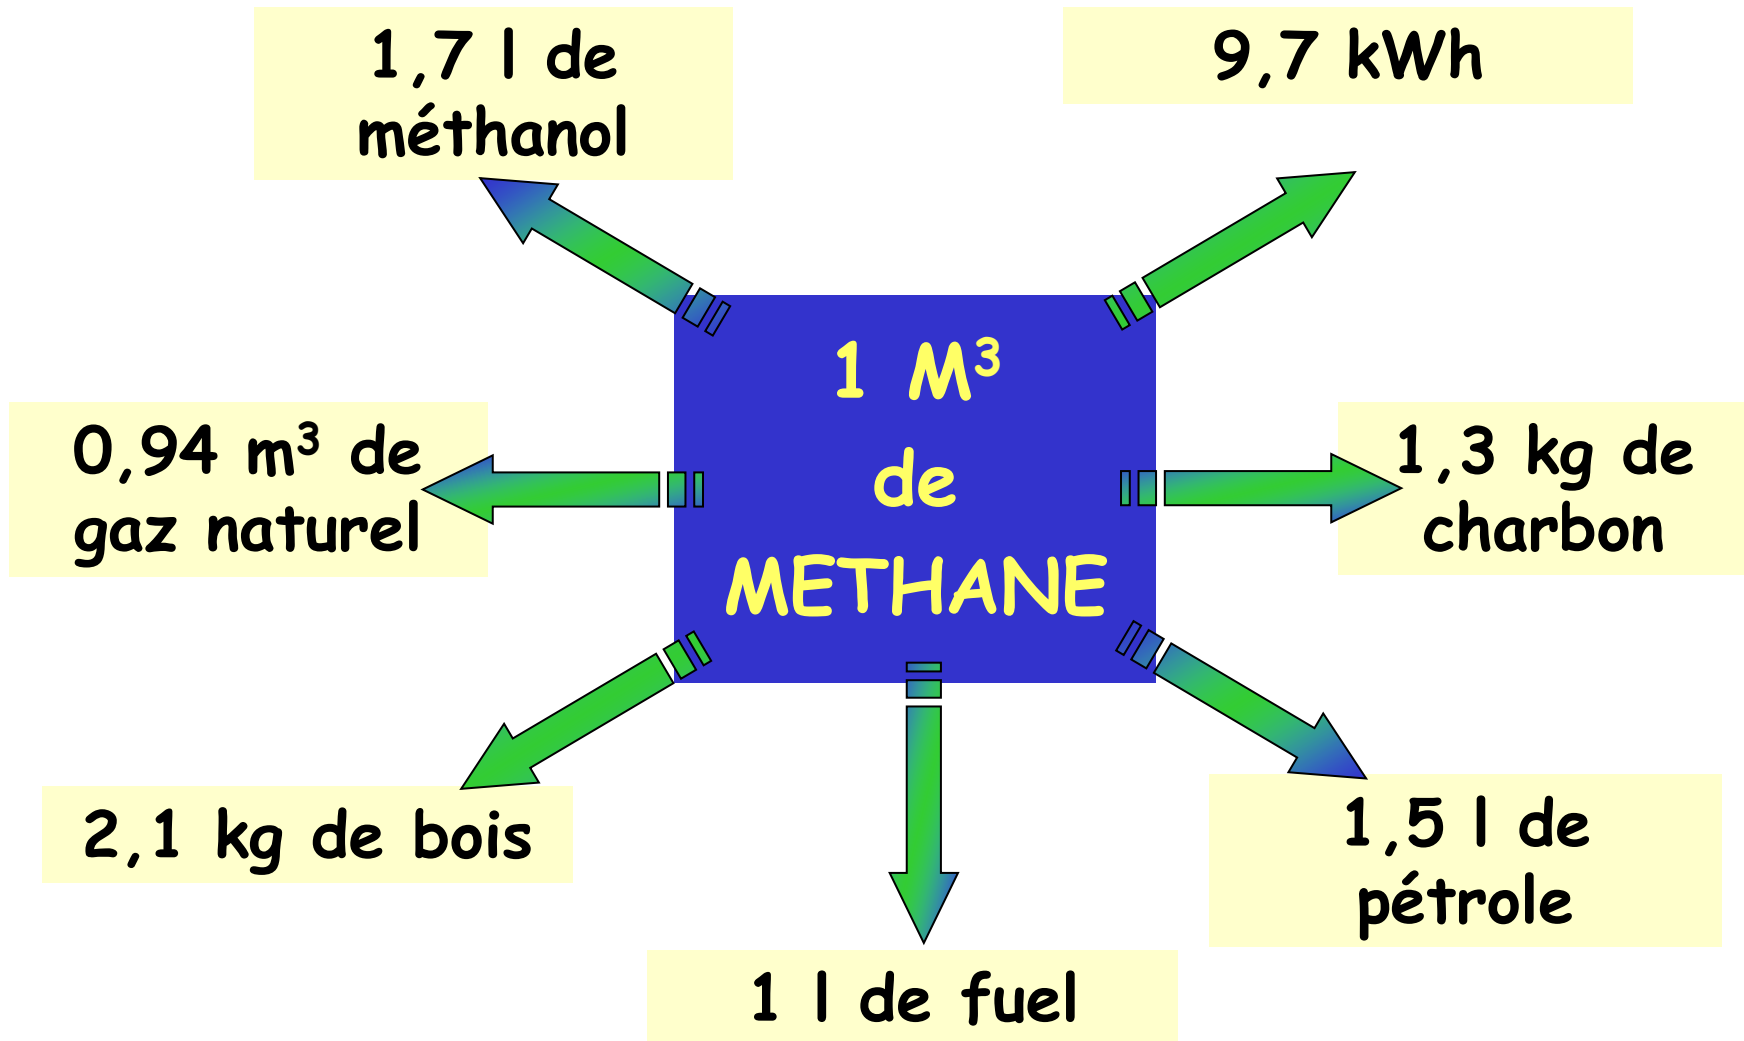 1,7 l de
méthanol
9,7 kWh
1 M³
de
METHANE
0,94 m³ de
gaz naturel
1,3 kg de
charbon
2,1 kg de bois
1,5 l de
pétrole
1 l de fuel